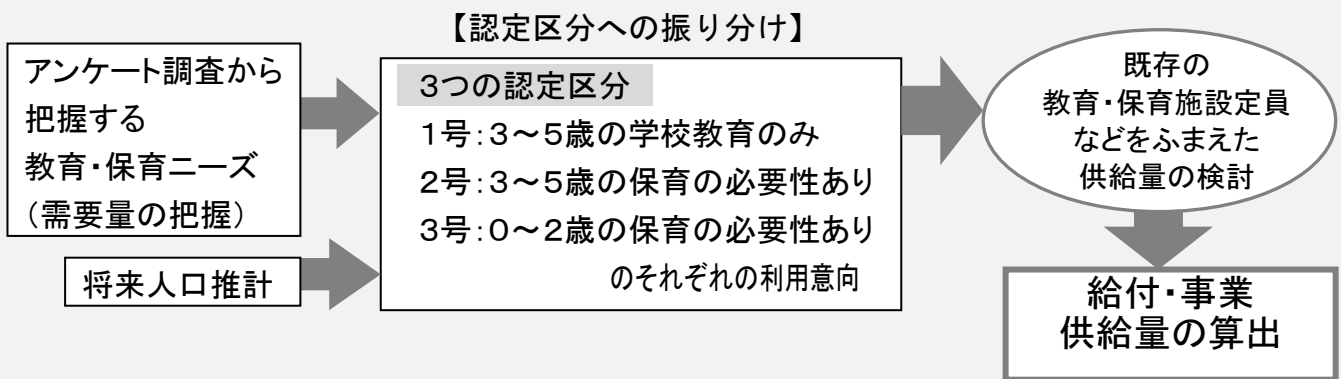 【認定区分への振り分け】
アンケート調査から
把握する
教育・保育ニーズ
（需要量の把握）
将来人口推計
3つの認定区分
1号：3～5歳の学校教育のみ
2号：3～5歳の保育の必要性あり
3号：0～2歳の保育の必要性あり
のそれぞれの利用意向
既存の
教育・保育施設定員
などをふまえた
供給量の検討
給付・事業
供給量の算出